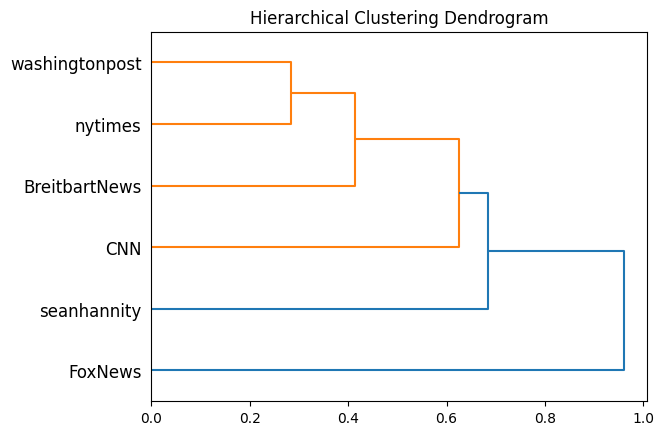 Hierarchical Clustering Dendrogram
washingtonpost
nytimes
BreitbartNews
CNN
seanhannity
FoxNews
0.0 0.2 0.4 0.6 0.8 1.0